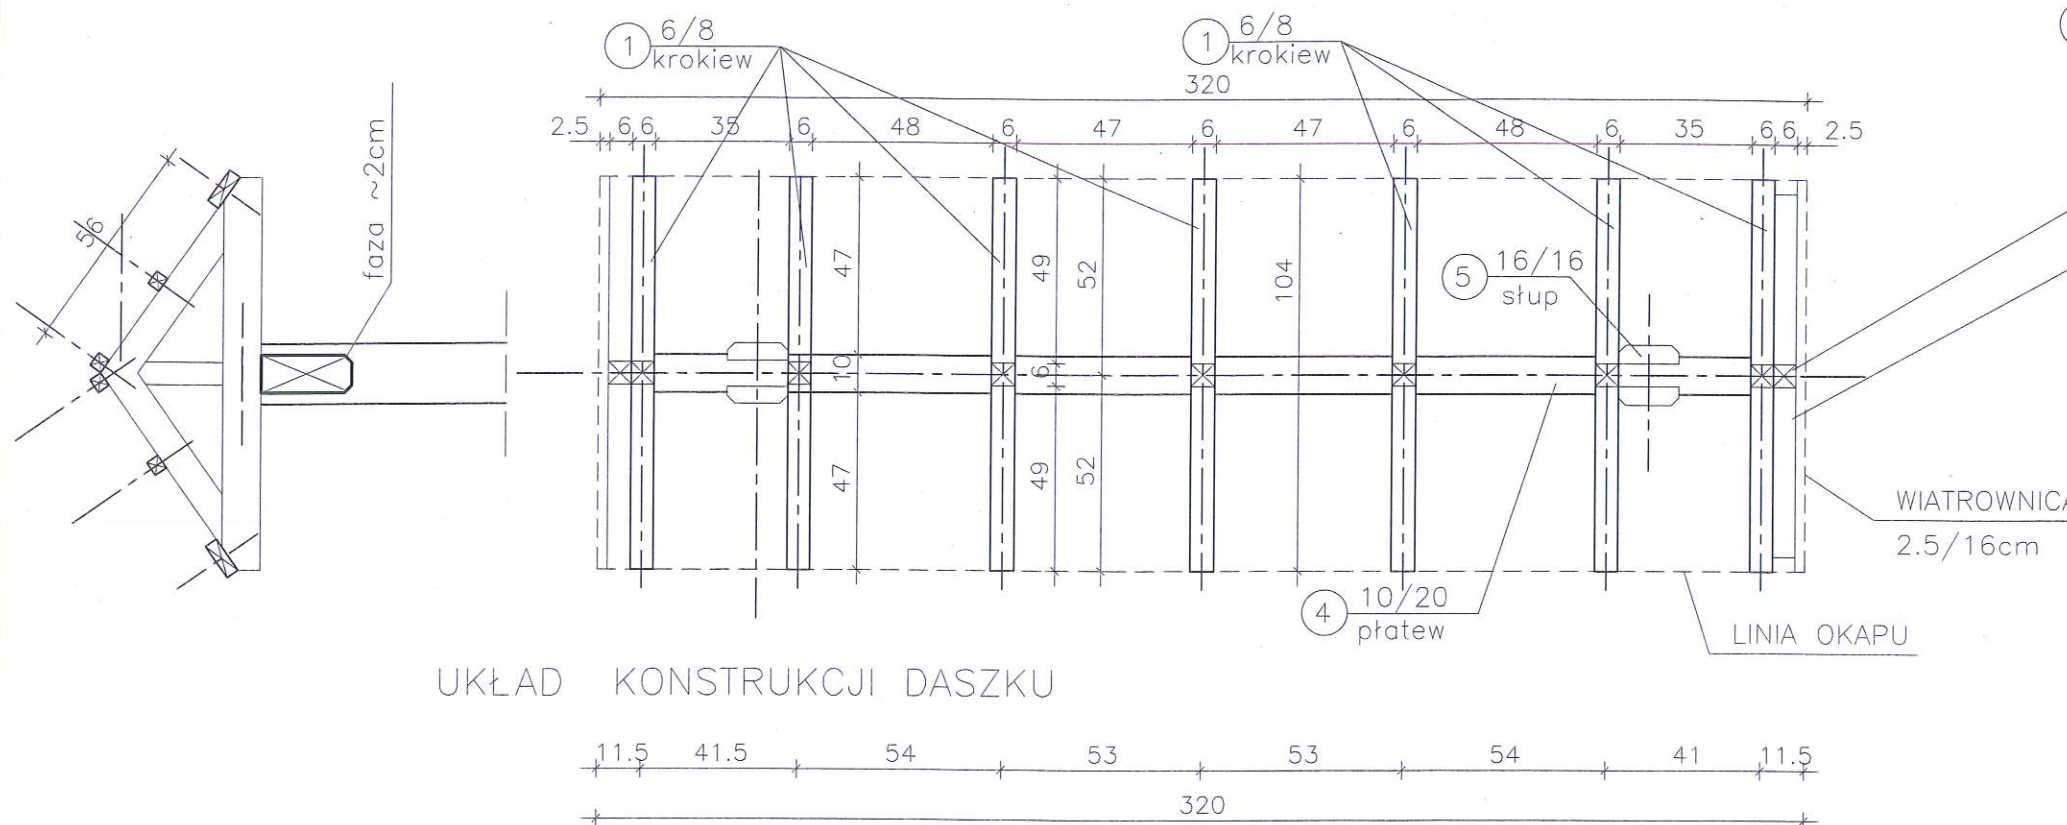 1
6/8
krokiew
1
6/8
krokiew
320
2.5 6 6 35 6 48 6 47 6 47 6 48 6 35 6 6 2.5
faza ~2cm
56
47
49
52
104
5
16/16
słup
10
6
47
49
52
WIATROWNICA
2.5/16cm
4
10/20
płatew
LINIA OKAPU
UKŁAD KONSTRUKCJI DASZKU
11.5 41.5 54 53 53 54 41 11.5
320